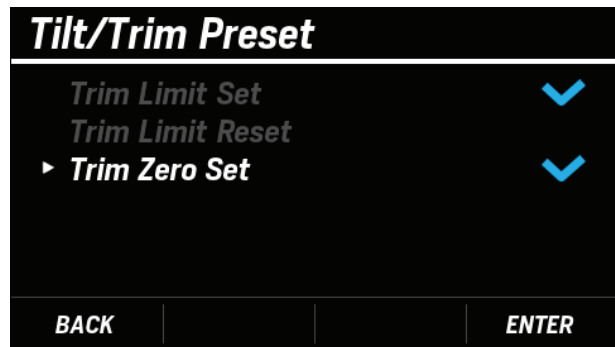 Tilt/Trim Preset
Trim Limit Set
Trim Limit Reset
Trim Zero Set
BACK ENTER